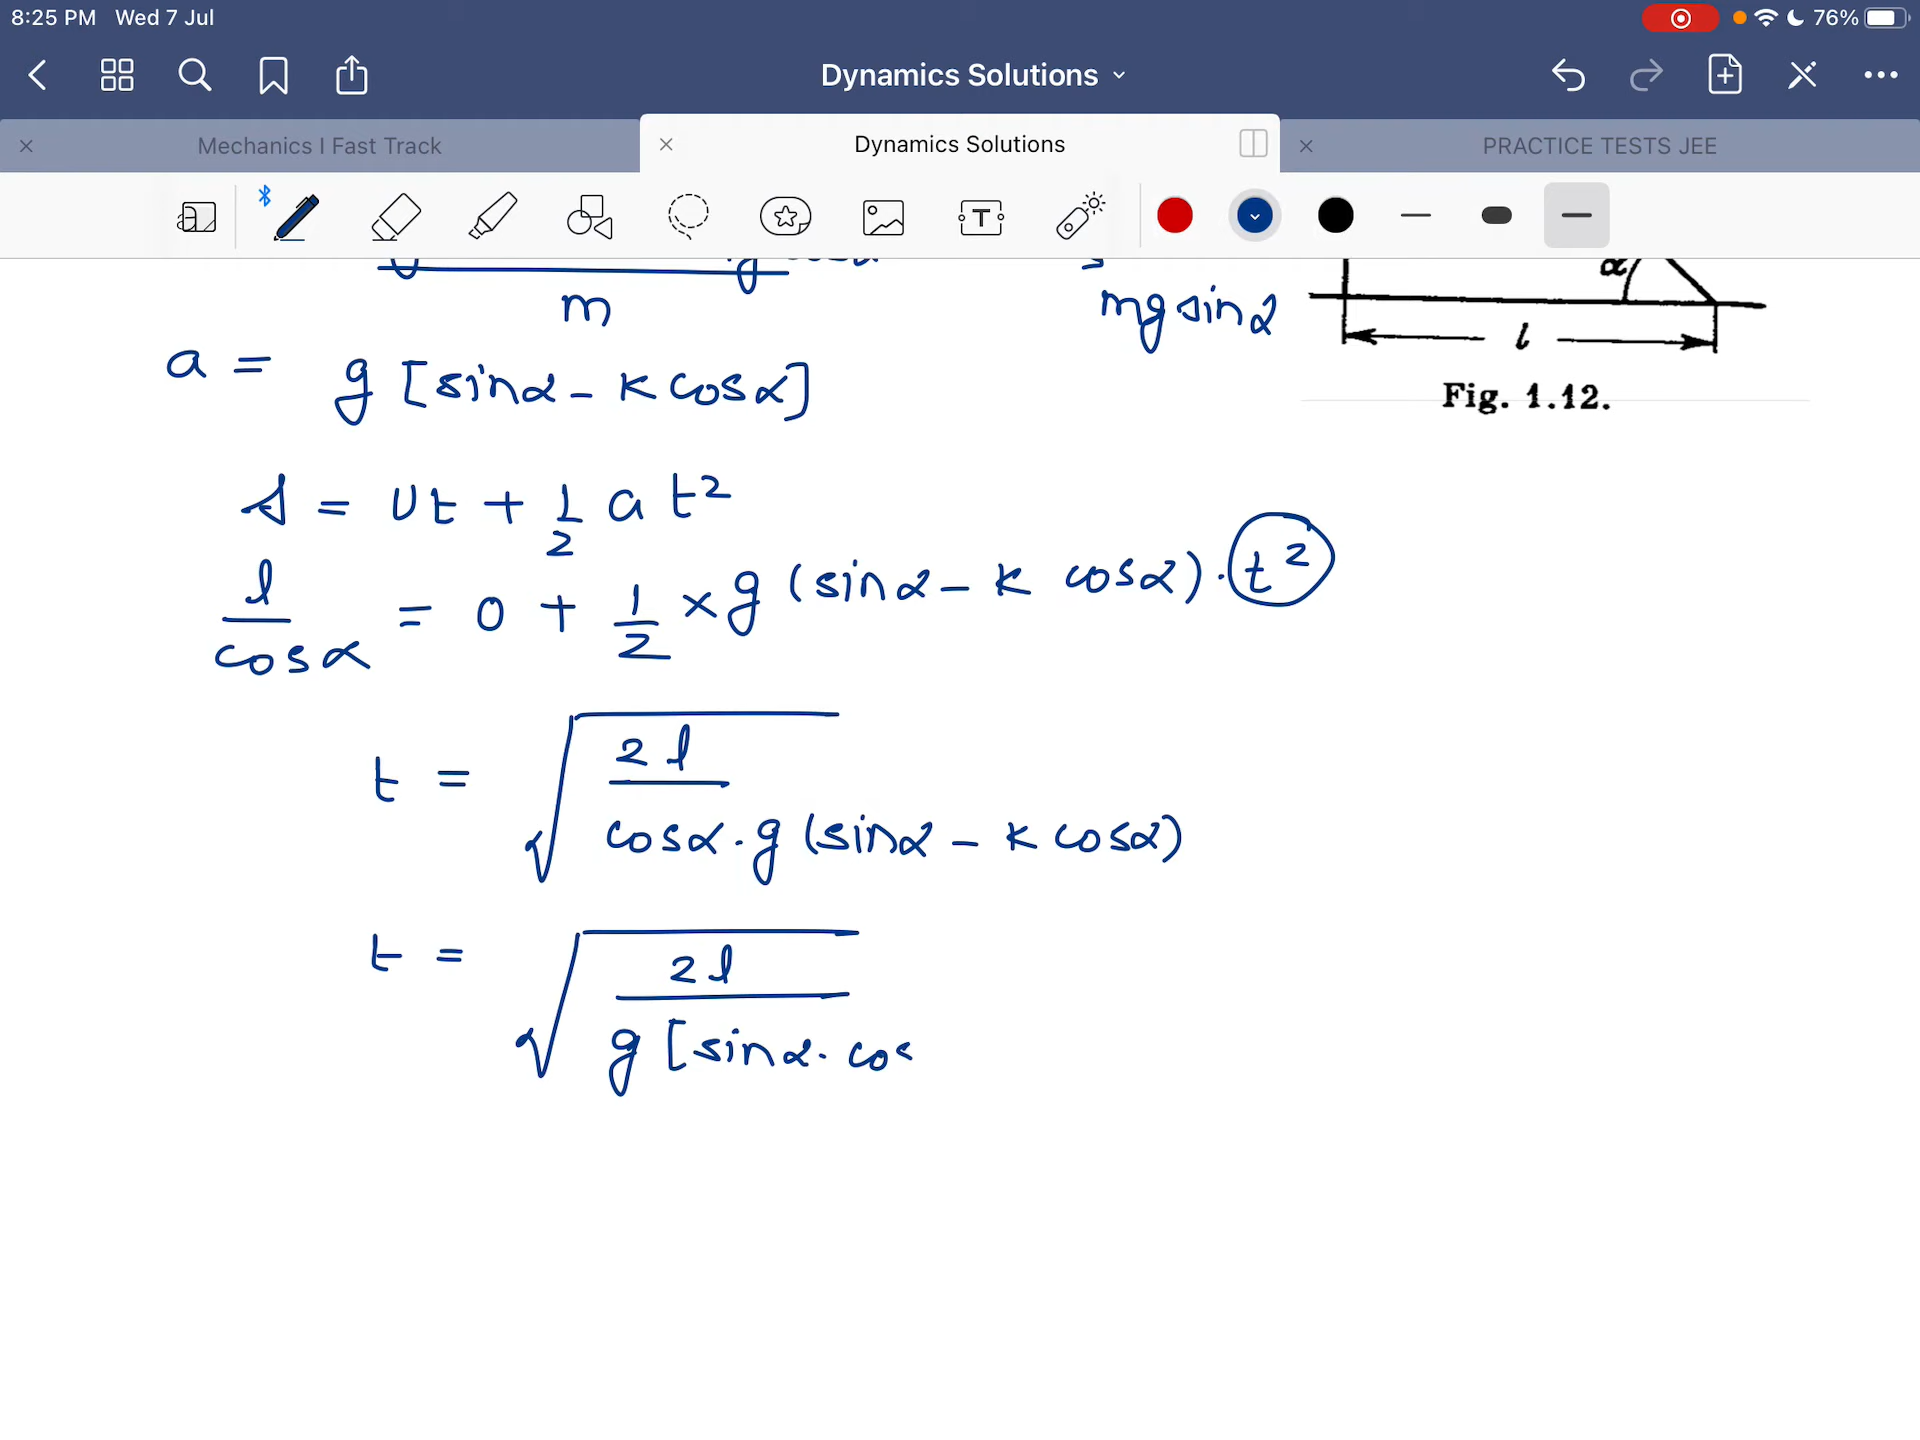 8:25 PM Wed 7 Jul 76%
Dynamics Solutions
Mechanics I Fast Track
Dynamics Solutions
PRACTICE TESTS JEE
T
m
mg sin α
α
l
Fig. 1.12.
a = g [sinα - k cosα]
s = Ut + 1/2 a t²
l/cosα = 0 + 1/2 × g (sinα - k cosα) . t²
t = √(2l / cosα . g (sinα - k cosα))
t = √(2l / g [sinα . cos